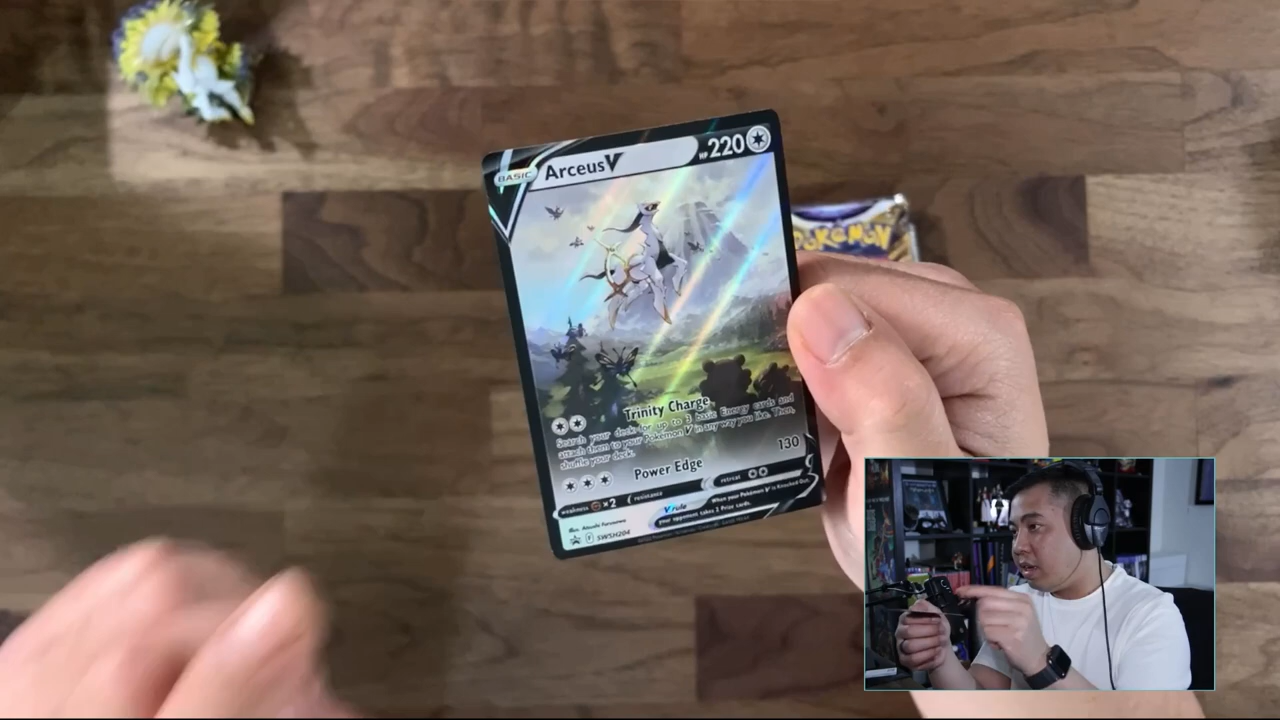 BASIC
ArceusV
HP 220
POKéMON
Trinity Charge
Search your deck for up to 3 basic Energy cards and
attach them to your Pokémon V in any way you like. Then,
shuffle your deck.
Power Edge 130
weakness ×2 resistance retreat
V rule When your Pokémon V is Knocked Out,
your opponent takes 2 Prize cards.
SWSH204